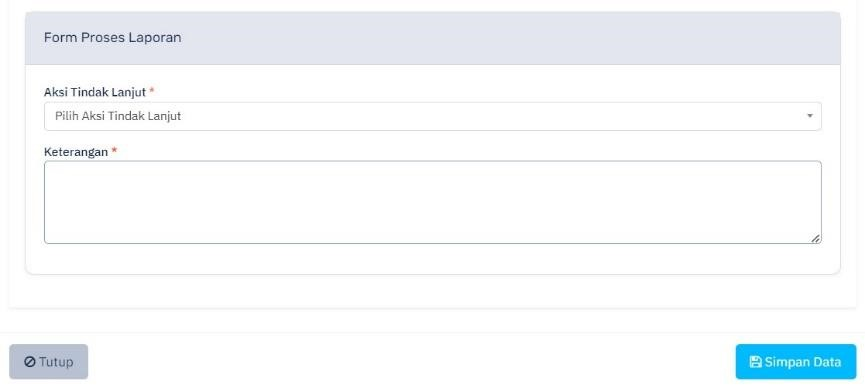 Form Proses Laporan
Aksi Tindak Lanjut *
Pilih Aksi Tindak Lanjut
Keterangan *
Tutup
Simpan Data